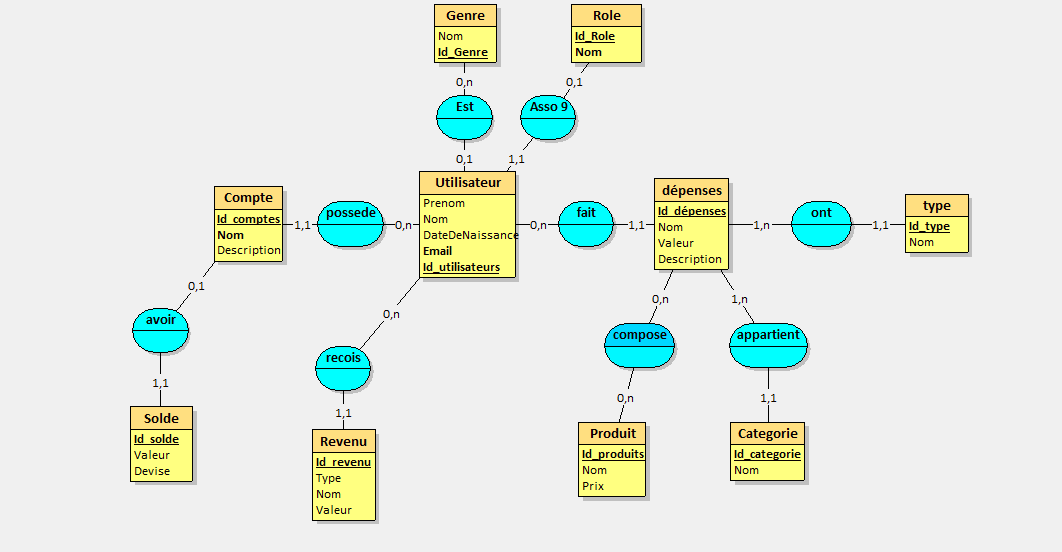 Genre
Nom
Id_Genre
Role
Id_Role
Nom
0,n
0,1
Est
Asso 9
0,1
1,1
Utilisateur
Prenom
Nom
DateDeNaissance
Email
Id_utilisateurs
Compte
Id_comptes
Nom
Description
1,1
possede
0,n
0,n
fait
1,1
dépenses
Id_dépenses
Nom
Valeur
Description
1,n
ont
1,1
type
Id_type
Nom
0,1
avoir
1,1
Solde
Id_solde
Valeur
Devise
0,n
recois
1,1
Revenu
Id_revenu
Type
Nom
Valeur
0,n
compose
0,n
Produit
Id_produits
Nom
Prix
1,n
appartient
1,1
Categorie
Id_categorie
Nom